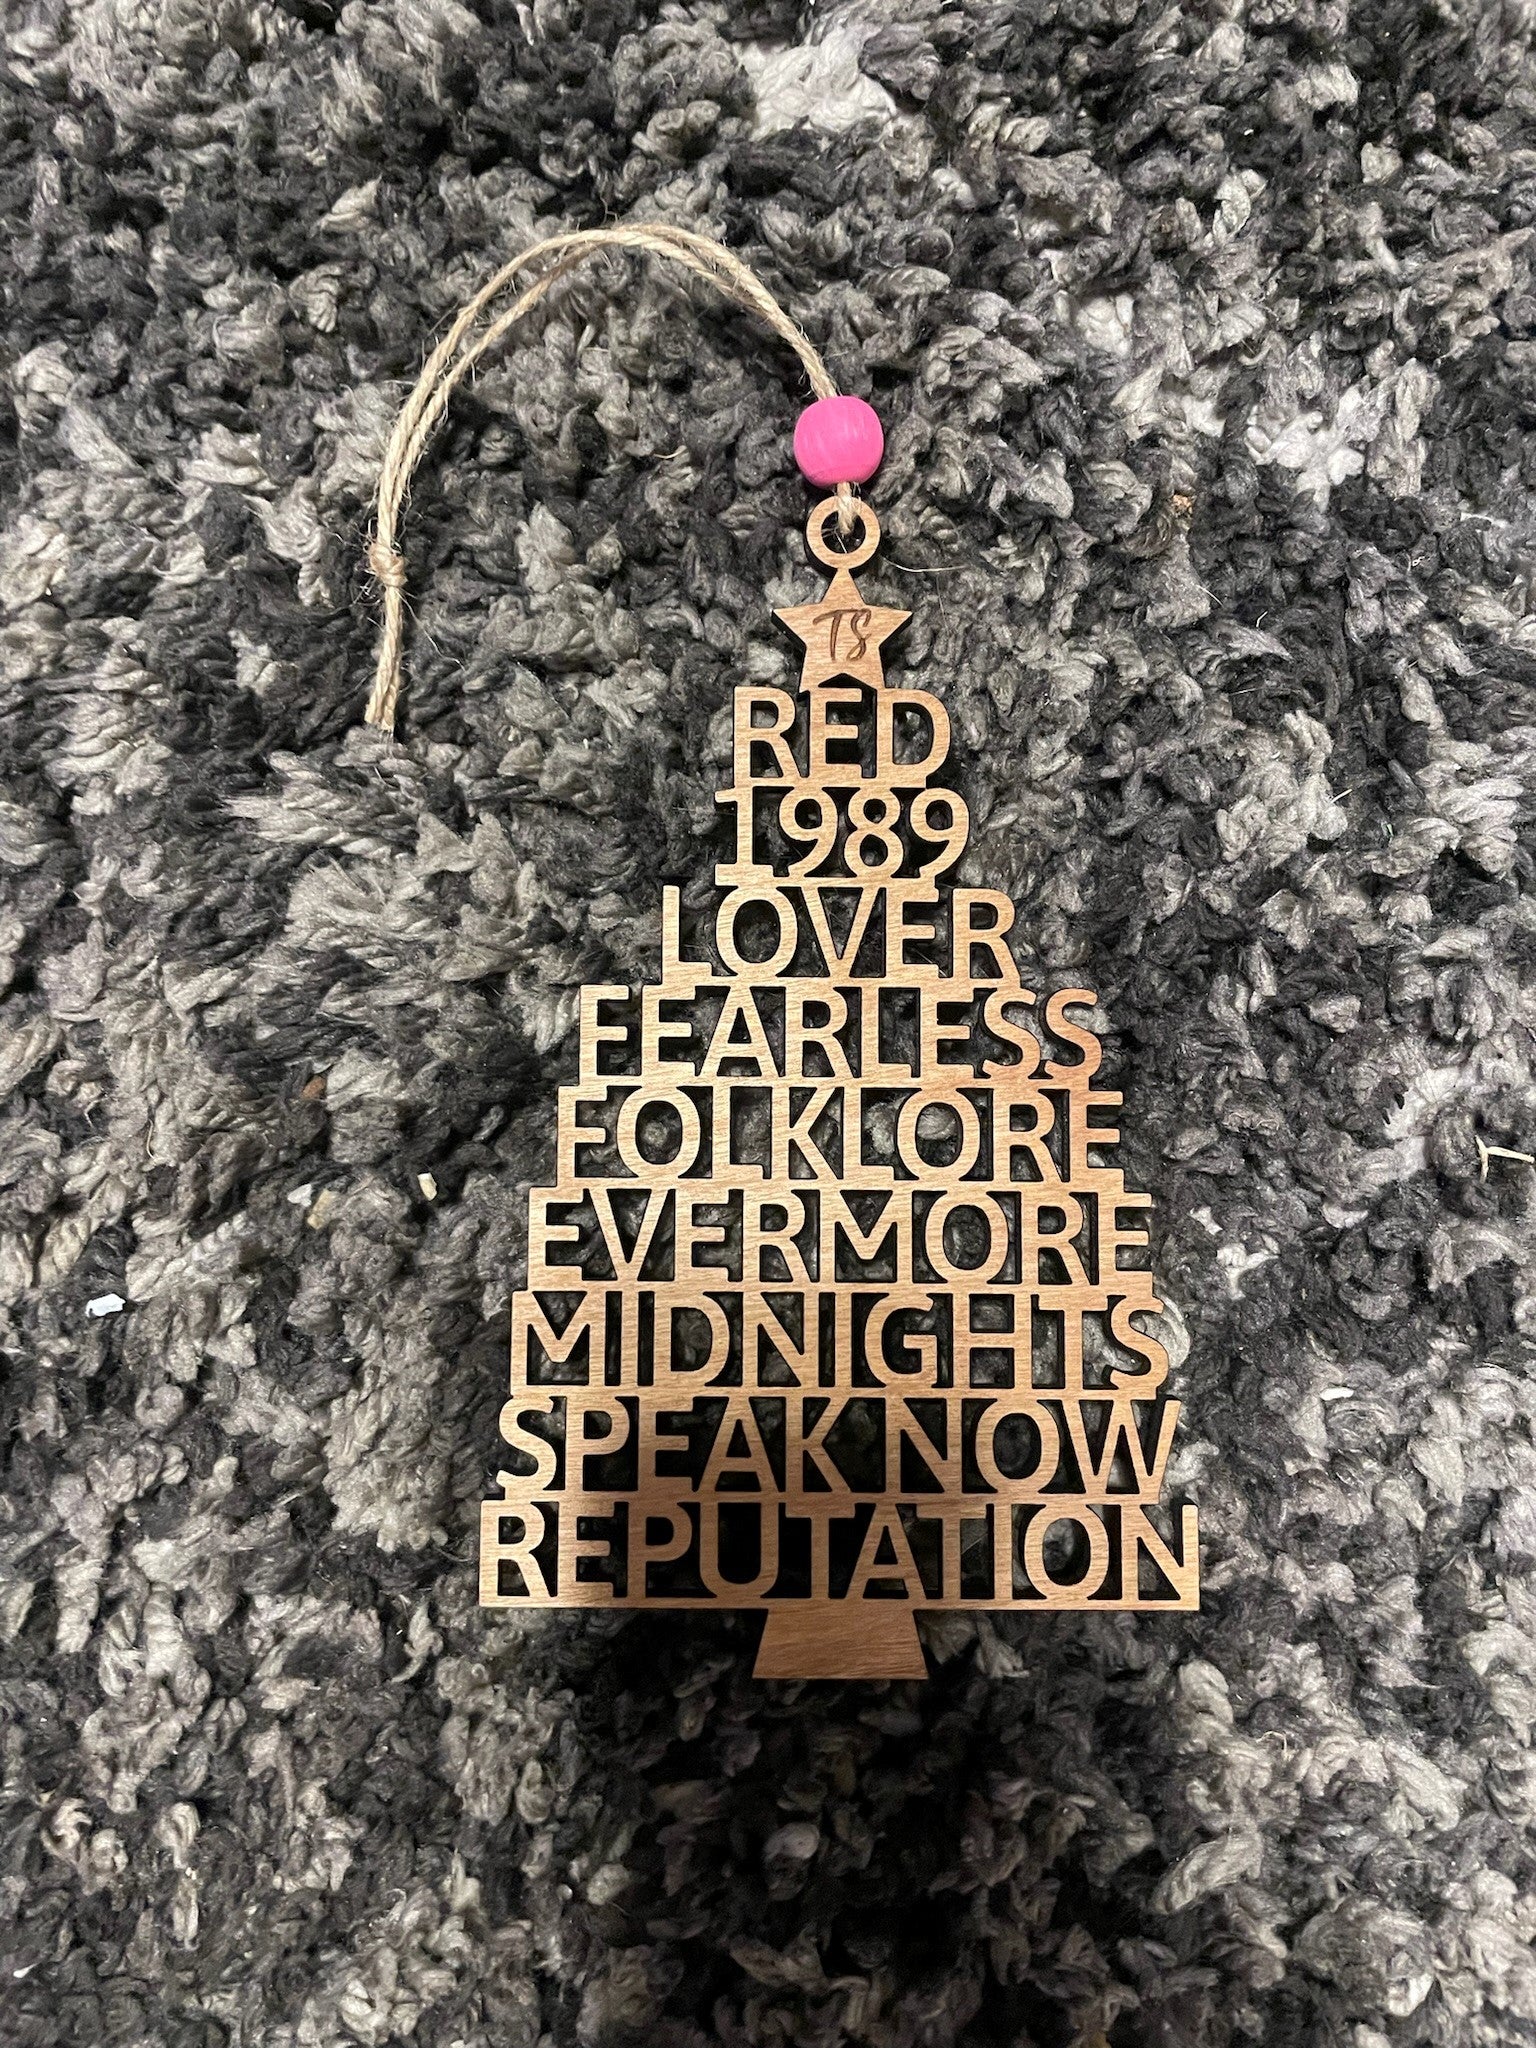 TS
RED
1989
LOVER
FEARLESS
FOLKLORE
EVERMORE
MIDNIGHTS
SPEAK NOW
REPUTATION